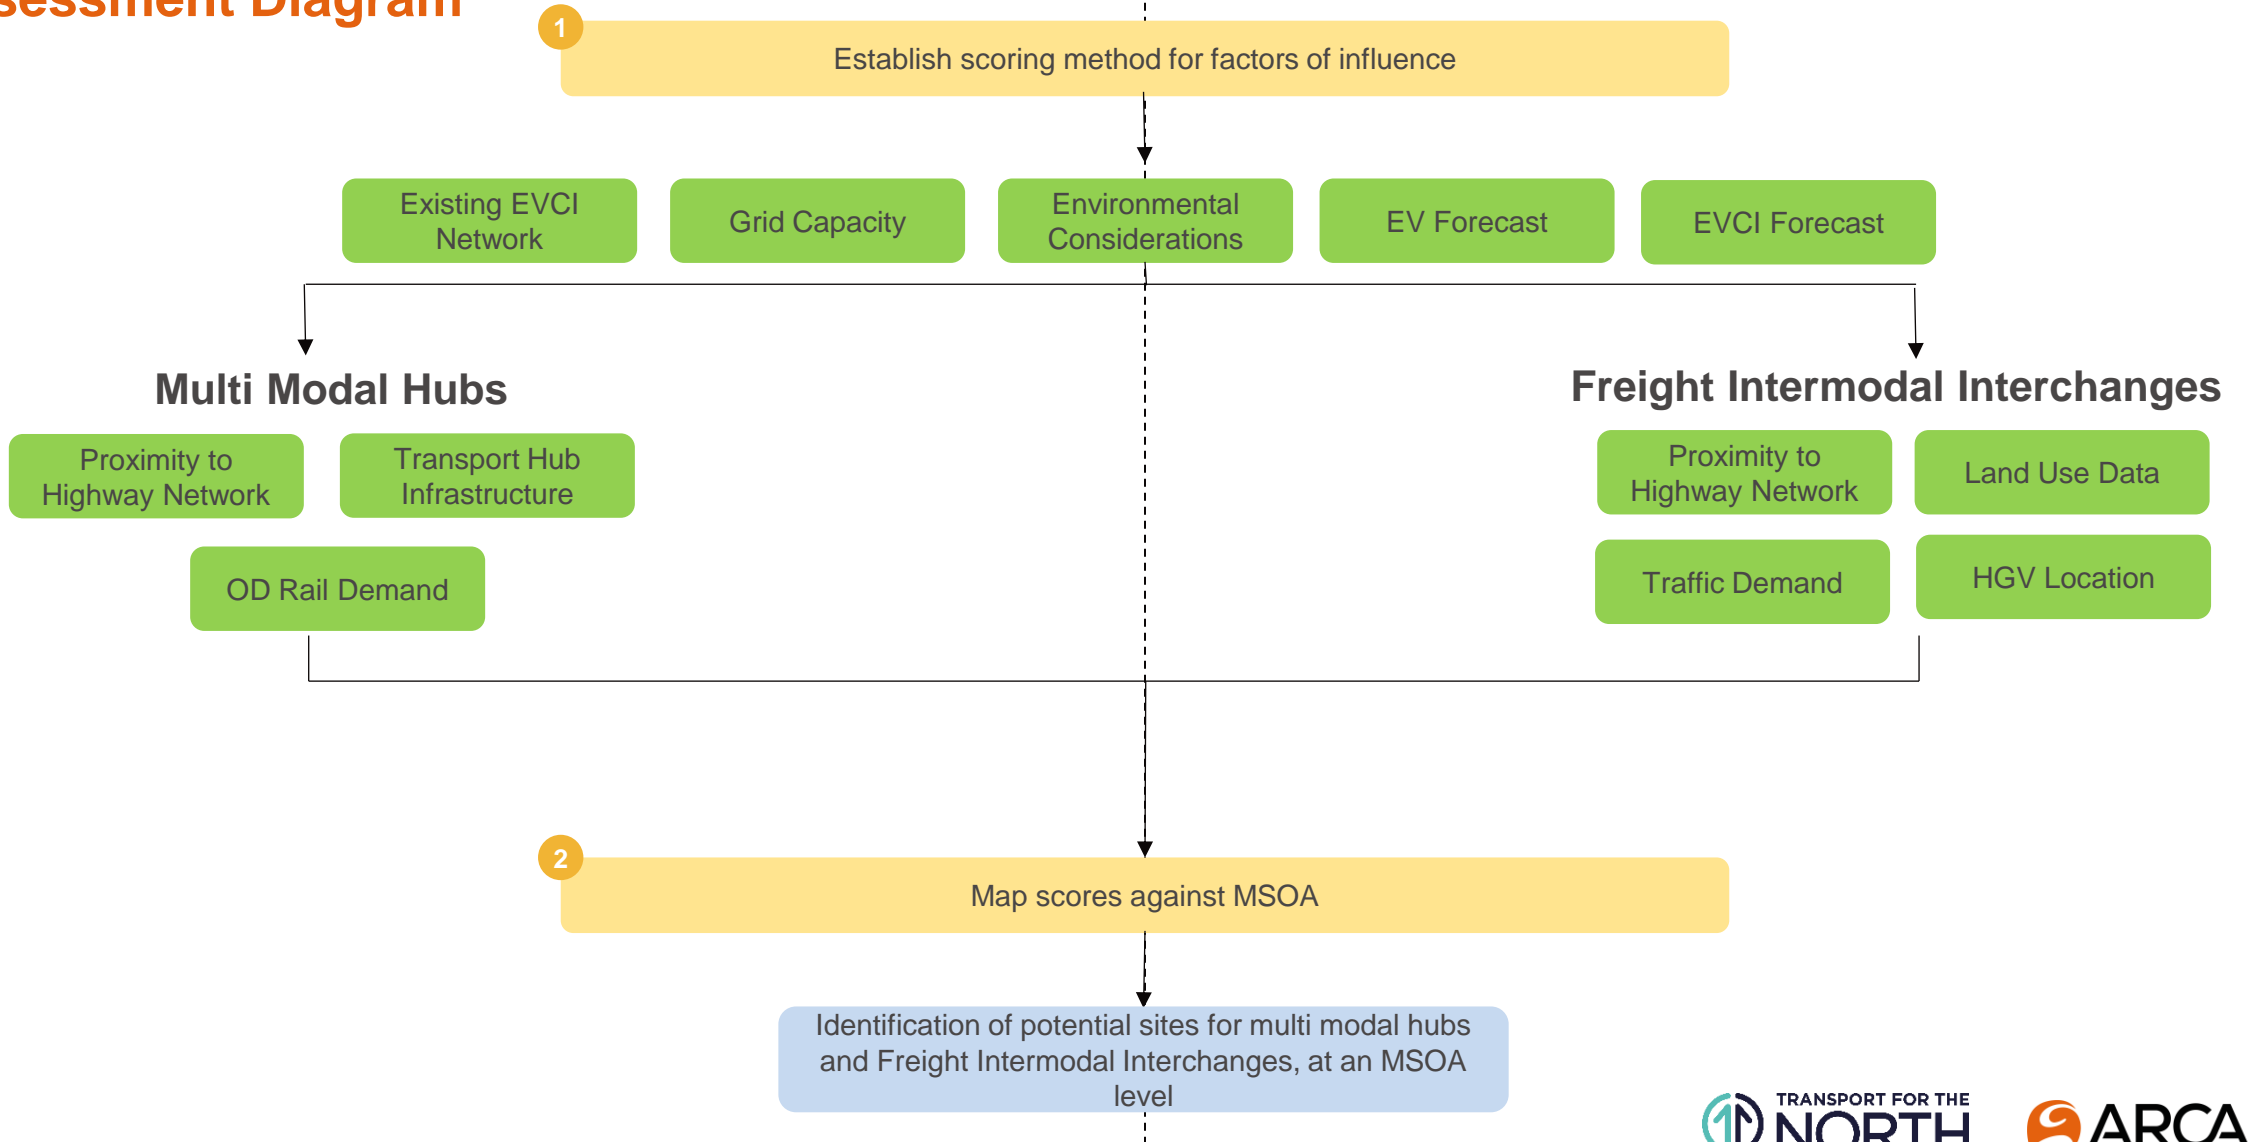 Diagram
1
Establish scoring method for factors of influence
Existing EVCI
Network
Grid Capacity
Environmental
Considerations
EV Forecast
EVCI Forecast
Multi Modal Hubs
Freight Intermodal Interchanges
Proximity to
Highway Network
Transport Hub
Infrastructure
OD Rail Demand
Proximity to
Highway Network
Land Use Data
Traffic Demand
HGV Location
2
Map scores against MSOA
Identification of potential sites for multi modal hubs
and Freight Intermodal Interchanges, at an MSOA
level
TRANSPORT FOR THE
NORTH